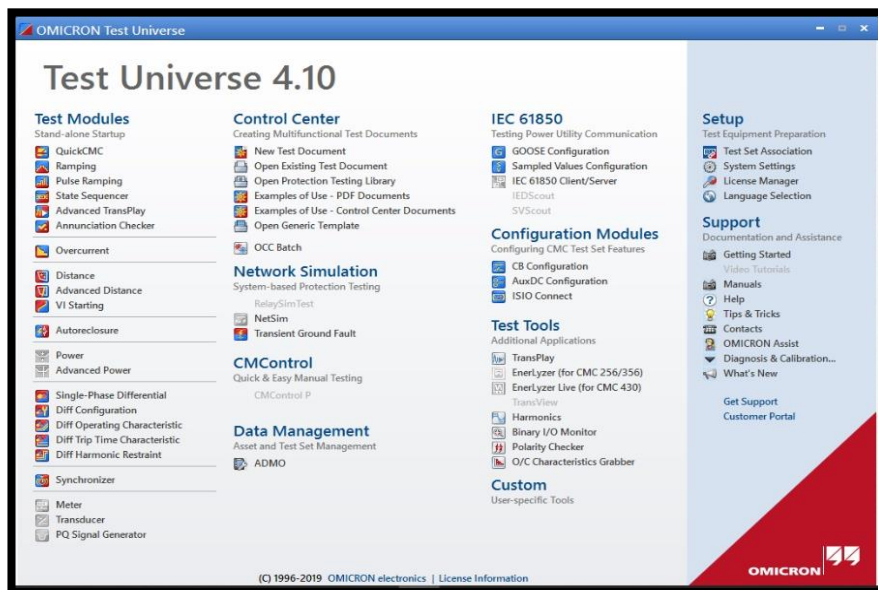 OMICRON Test Universe
Test Universe 4.10
Test Modules
Stand-alone Startup
QuickCMC
Ramping
Pulse Ramping
State Sequencer
Advanced TransPlay
Annunciation Checker
Overcurrent
Distance
Advanced Distance
VI Starting
Autoreclosure
Power
Advanced Power
Single-Phase Differential
Diff Configuration
Diff Operating Characteristic
Diff Trip Time Characteristic
Diff Harmonic Restraint
Synchronizer
Meter
Transducer
PQ Signal Generator
Control Center
Creating Multifunctional Test Documents
New Test Document
Open Existing Test Document
Open Protection Testing Library
Examples of Use - PDF Documents
Examples of Use - Control Center Documents
Open Generic Template
OCC Batch
Network Simulation
System-based Protection Testing
RelaySimTest
NetSim
Transient Ground Fault
CMControl
Quick & Easy Manual Testing
CMControl P
Data Management
Asset and Test Set Management
ADMO
IEC 61850
Testing Power Utility Communication
GOOSE Configuration
Sampled Values Configuration
IEC 61850 Client/Server
IEDScout
SVScout
Configuration Modules
Configuring CMC Test Set Features
CB Configuration
AuxDC Configuration
ISIO Connect
Test Tools
Additional Applications
TransPlay
EnerLyzer (for CMC 256/356)
EnerLyzer Live (for CMC 430)
TransView
Harmonics
Binary I/O Monitor
Polarity Checker
O/C Characteristics Grabber
Custom
User-specific Tools
Setup
Test Equipment Preparation
Test Set Association
System Settings
License Manager
Language Selection
Support
Documentation and Assistance
Getting Started
Video Tutorials
Manuals
Help
Tips & Tricks
Contacts
OMICRON Assist
Diagnosis & Calibration...
What's New
Get Support
Customer Portal
(C) 1996-2019 OMICRON electronics | License Information
OMICRON